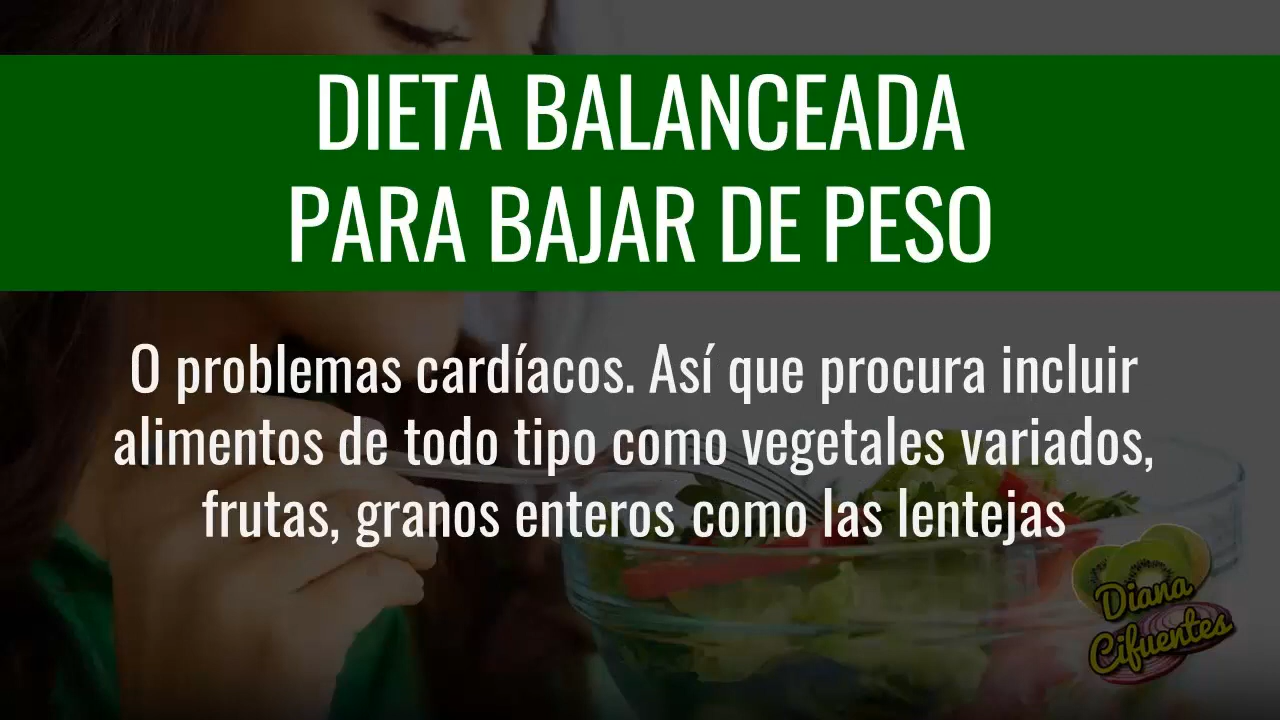 DIETA BALANCEADA
PARA BAJAR DE PESO
O problemas cardíacos. Así que procura incluir
alimentos de todo tipo como vegetales variados,
frutas, granos enteros como las lentejas
Diana
Cifuentes